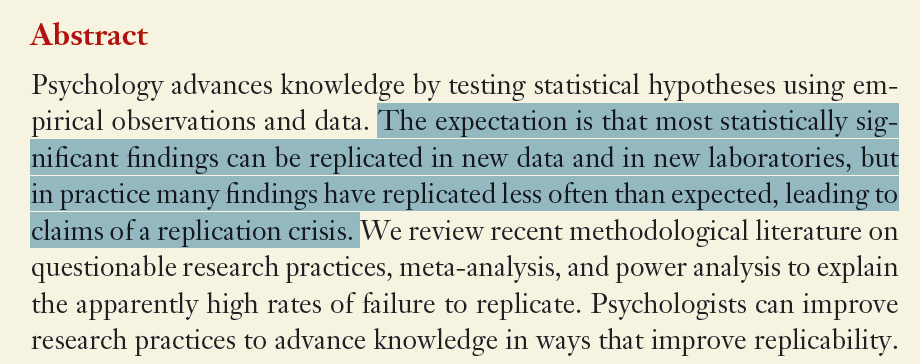 Abstract
Psychology advances knowledge by testing statistical hypotheses using em-
pirical observations and data. The expectation is that most statistically sig-
nificant findings can be replicated in new data and in new laboratories, but
in practice many findings have replicated less often than expected, leading to
claims of a replication crisis. We review recent methodological literature on
questionable research practices, meta-analysis, and power analysis to explain
the apparently high rates of failure to replicate. Psychologists can improve
research practices to advance knowledge in ways that improve replicability.